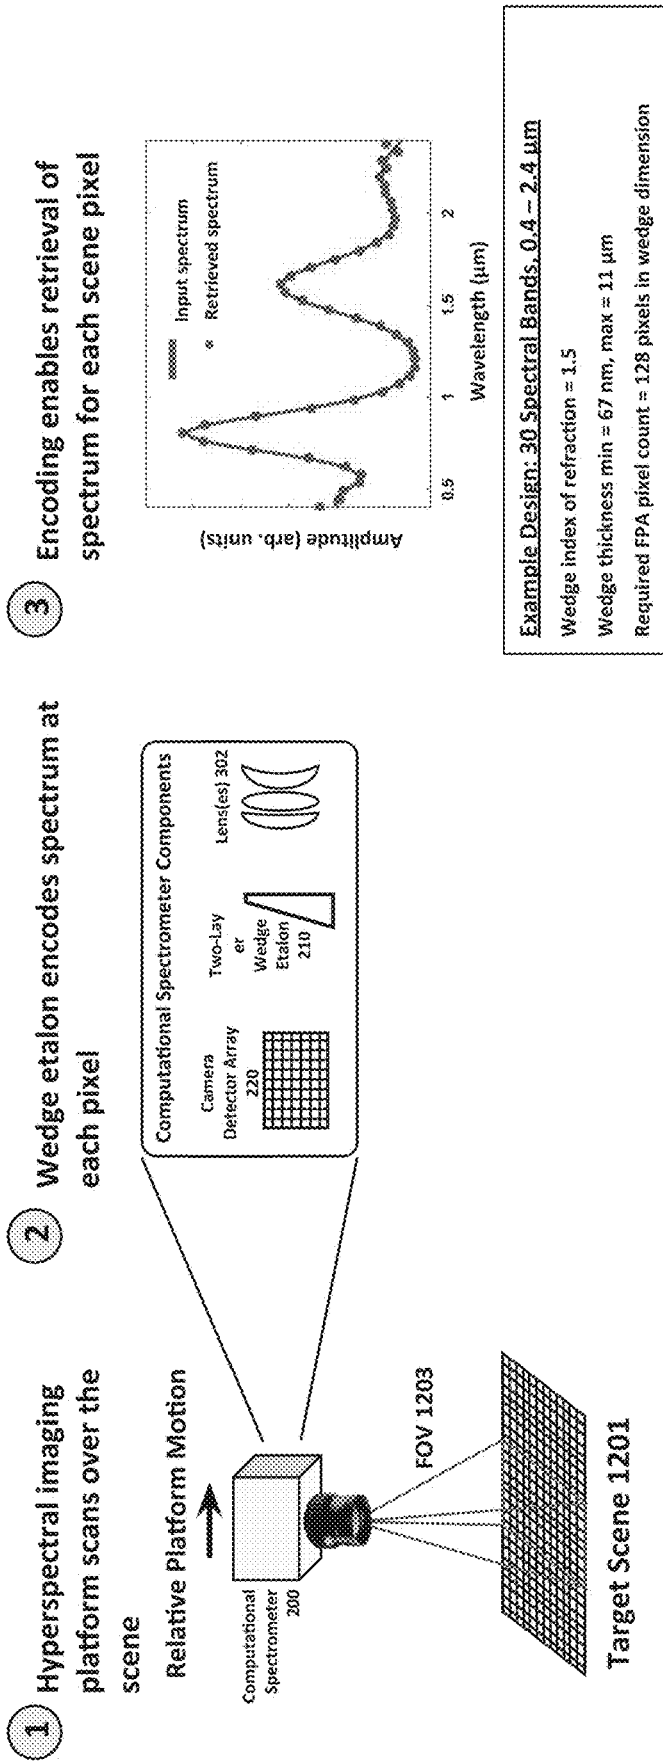 1
Hyperspectral imaging
platform scans over the
scene
Relative Platform Motion
Computational
Spectrometer
200
FOV 1203
Target Scene 1201
2
Wedge etalon encodes spectrum at
each pixel
Computational Spectrometer Components
Camera
Detector Array
220
Two-Lay
er
Wedge
Etalon
210
Lens(es) 302
3
Encoding enables retrieval of
spectrum for each scene pixel
Amplitude (arb. units)
Input spectrum
Retrieved spectrum
0.5
1
1.5
2
Wavelength (μm)
Example Design: 30 Spectral Bands, 0.4 – 2.4 μm
Wedge index of refraction = 1.5
Wedge thickness min = 67 nm, max = 11 μm
Required FPA pixel count = 128 pixels in wedge dimension